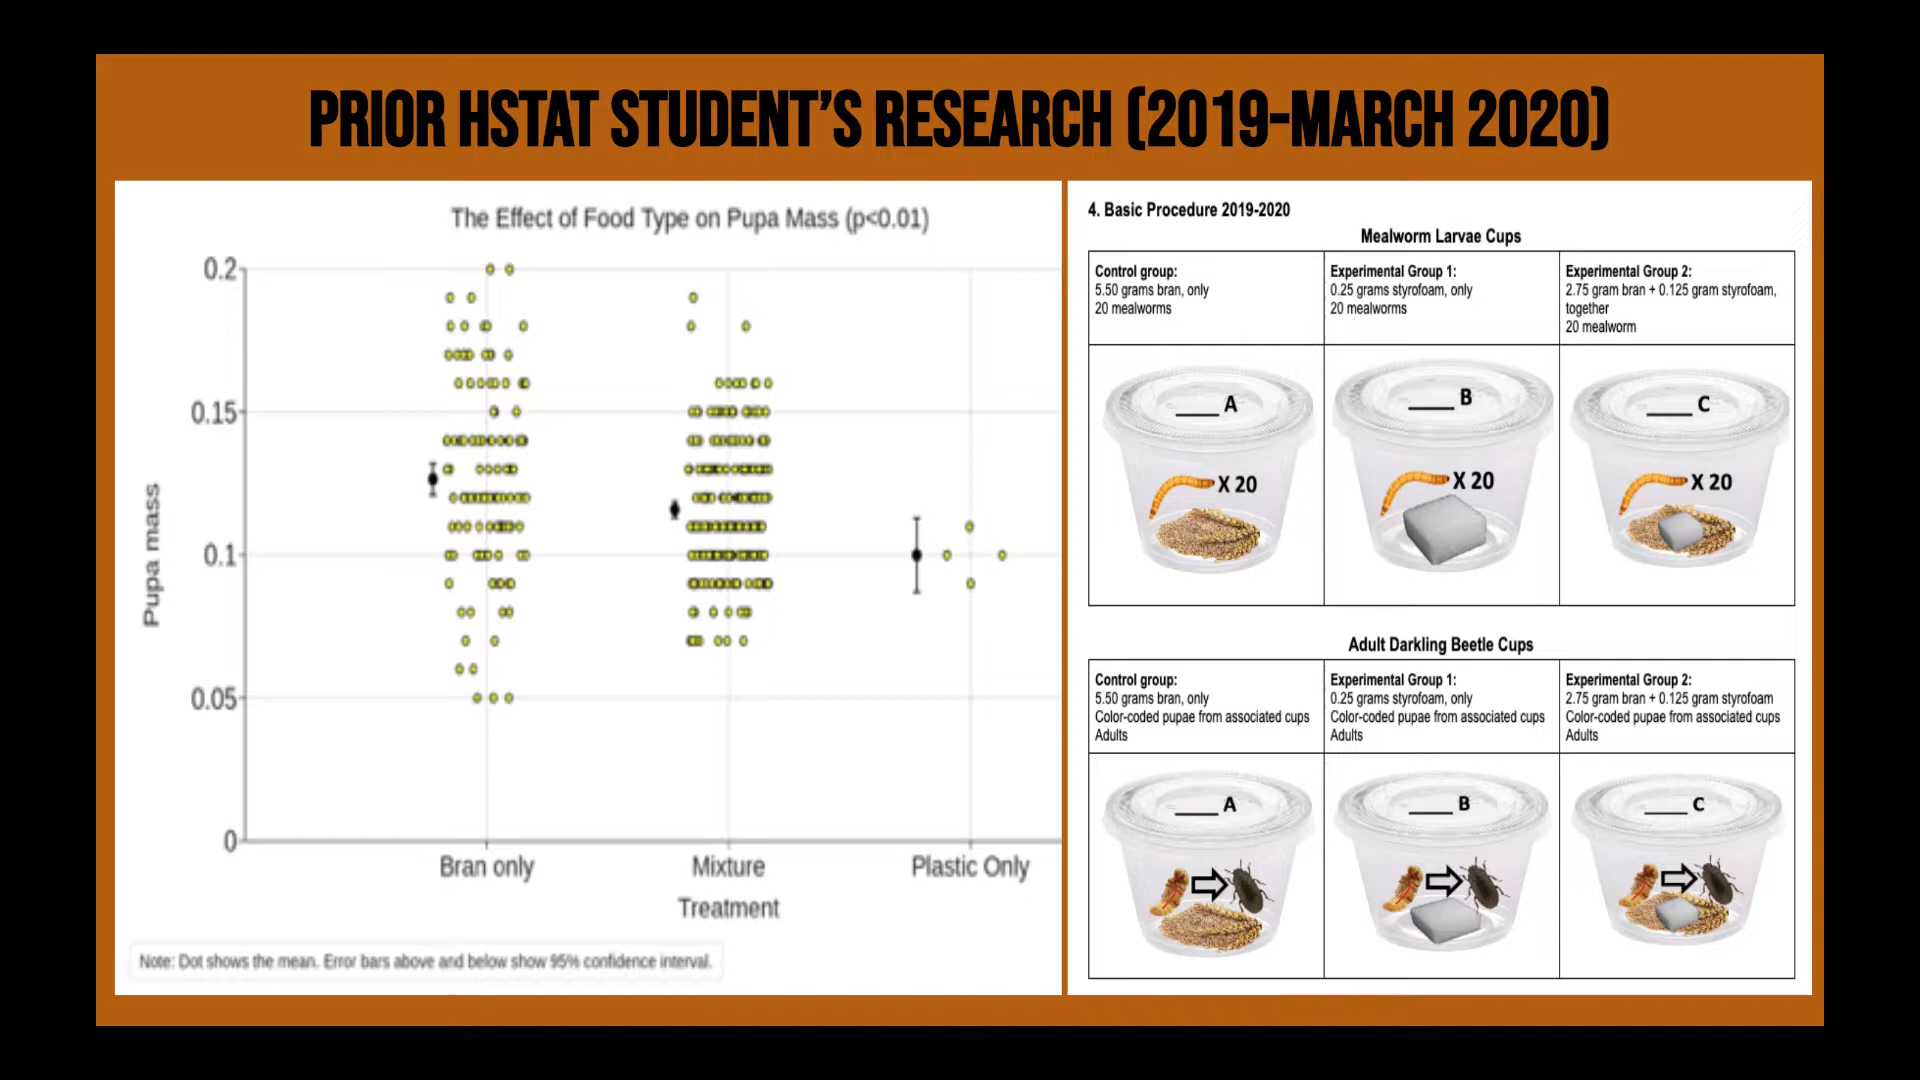 PRIOR HSTAT STUDENT'S RESEARCH (2019-MARCH 2020)
The Effect of Food Type on Pupa Mass (p<0.01)
0.2
0.15
0.1
0.05
0
Pupa mass
Bran only
Mixture
Plastic Only
Treatment
Note: Dot shows the mean. Error bars above and below show 95% confidence interval.
4. Basic Procedure 2019-2020
Mealworm Larvae Cups
Control group:
5.50 grams bran, only
20 mealworms
Experimental Group 1:
0.25 grams styrofoam, only
20 mealworms
Experimental Group 2:
2.75 gram bran + 0.125 gram styrofoam,
together
20 mealworm
___ A
X 20
___ B
X 20
___ C
X 20
Adult Darkling Beetle Cups
Control group:
5.50 grams bran, only
Color-coded pupae from associated cups
Adults
Experimental Group 1:
0.25 grams styrofoam, only
Color-coded pupae from associated cups
Adults
Experimental Group 2:
2.75 gram bran + 0.125 gram styrofoam
Color-coded pupae from associated cups
Adults
___ A
___ B
___ C